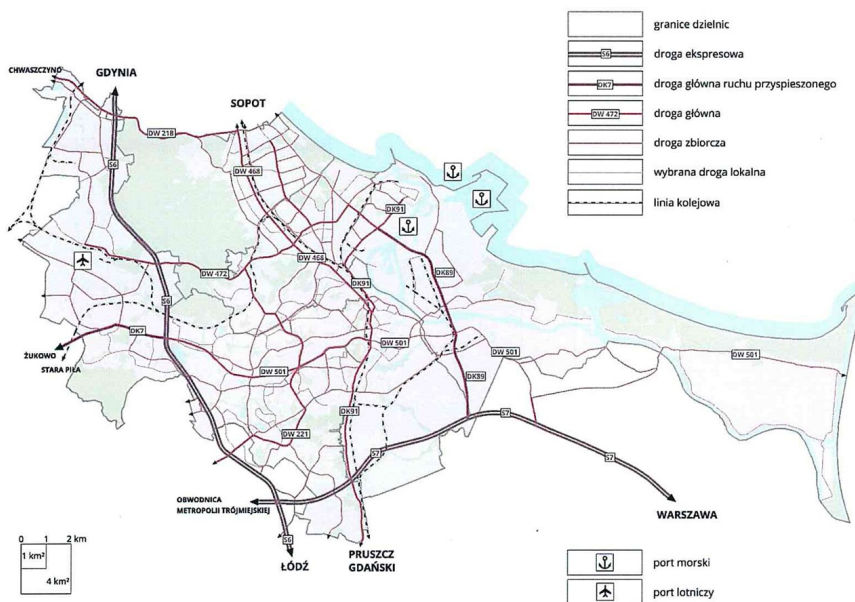 granice dzielnic
S6 droga ekspresowa
DK7 droga główna ruchu przyspieszonego
DW 472 droga główna
droga zbiorcza
wybrana droga lokalna
linia kolejowa
CHWASZCZYNO
GDYNIA
SOPOT
DW 218
S6
DW 468
DK91
DW 472
DW 468
DK91
DK89
S6
DK7
ŻUKOWO
STARA PIŁA
DW 501
DW 501
DW 501
DW 501
DK89
DK91
DW 221
S7
S7
S7
OBWODNICA
METROPOLII TRÓJMIEJSKIEJ
WARSZAWA
S6
ŁÓDŹ
PRUSZCZ
GDAŃSKI
0 1 2 km
1 km²
4 km²
port morski
port lotniczy